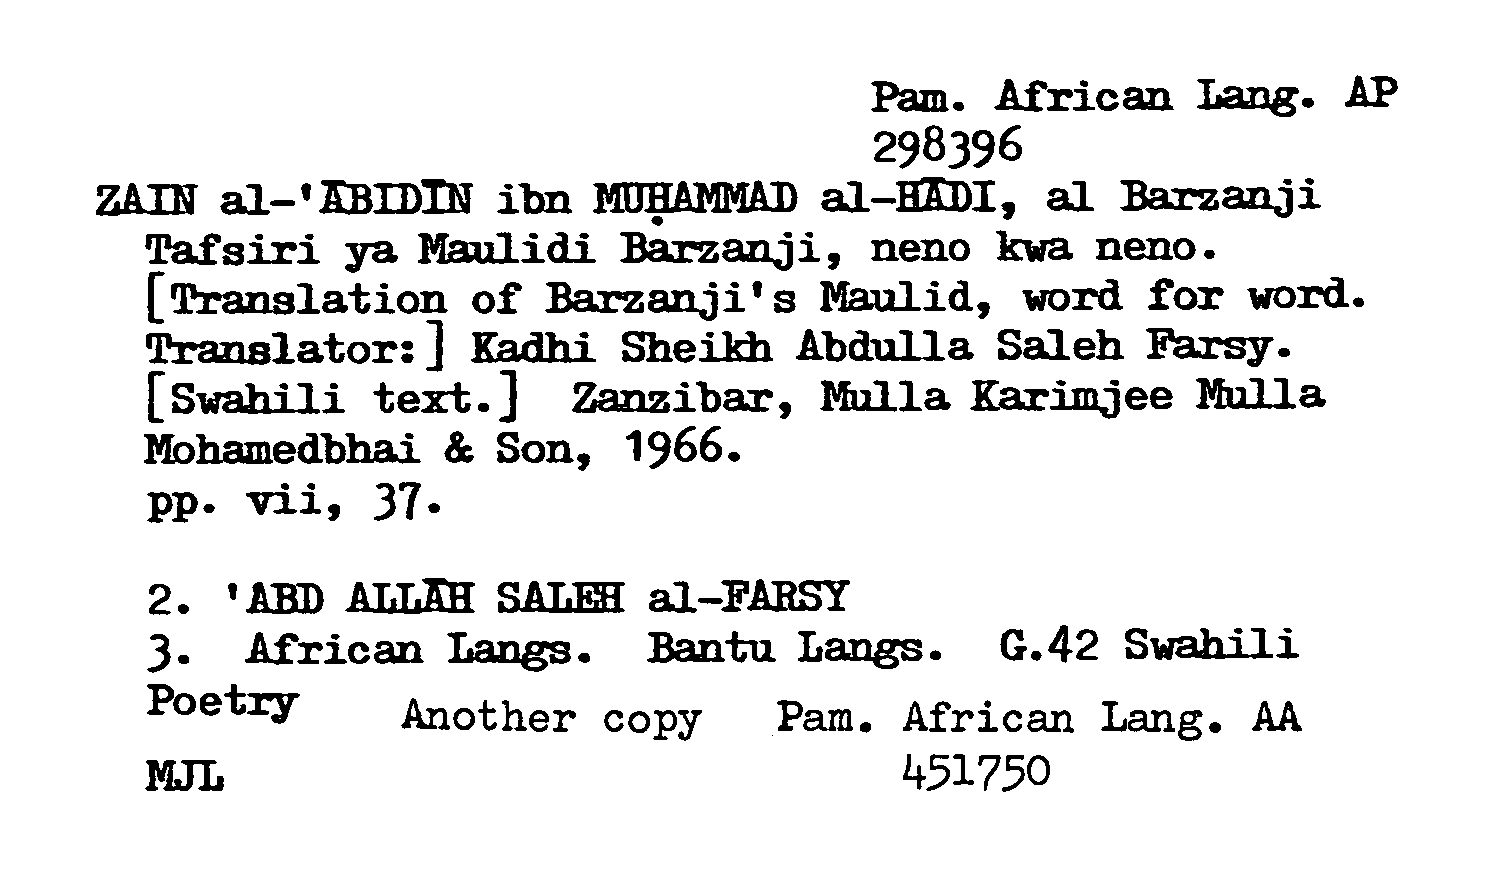 Pam. African Lang. AP
298396
ZAIN al-'ĀBIDĪN ibn MUḤAMMAD al-HĀDI, al Barzanji
Tafsiri ya Maulidi Barzanji, neno kwa neno.
[Translation of Barzanji's Maulid, word for word.
Translator:] Kadhi Sheikh Abdulla Saleh Farsy.
[Swahili text.] Zanzibar, Mulla Karimjee Mulla
Mohamedbhai & Son, 1966.
pp. vii, 37.
2. 'ABD ALLĀH SALEH al-FARSY
3. African Langs. Bantu Langs. G.42 Swahili
Poetry Another copy Pam. African Lang. AA
MJL 451750